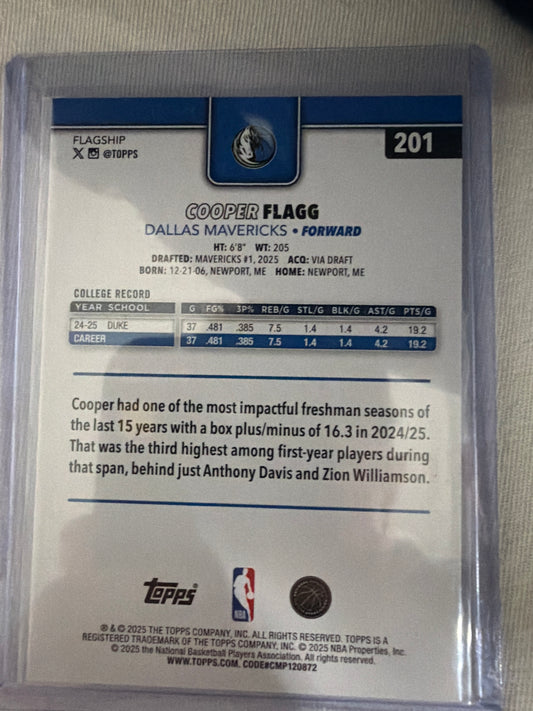 FLAGSHIP
@TOPPS
201
COOPER FLAGG
DALLAS MAVERICKS • FORWARD
HT: 6'8" WT: 205
DRAFTED: MAVERICKS #1, 2025 ACQ: VIA DRAFT
BORN: 12-21-06, NEWPORT, ME HOME: NEWPORT, ME
COLLEGE RECORD
YEAR SCHOOL G FG% 3P% REB/G STL/G BLK/G AST/G PTS/G
24-25 DUKE 37 .481 .385 7.5 1.4 1.4 4.2 19.2
CAREER 37 .481 .385 7.5 1.4 1.4 4.2 19.2
Cooper had one of the most impactful freshman seasons of
the last 15 years with a box plus/minus of 16.3 in 2024/25.
That was the third highest among first-year players during
that span, behind just Anthony Davis and Zion Williamson.
topps®
NBA
® & © 2025 THE TOPPS COMPANY, INC. ALL RIGHTS RESERVED. TOPPS IS A
REGISTERED TRADEMARK OF THE TOPPS COMPANY, INC. © 2025 NBA Properties, Inc.
© 2025 the National Basketball Players Association. All rights reserved.
WWW.TOPPS.COM. CODE#CMP120872